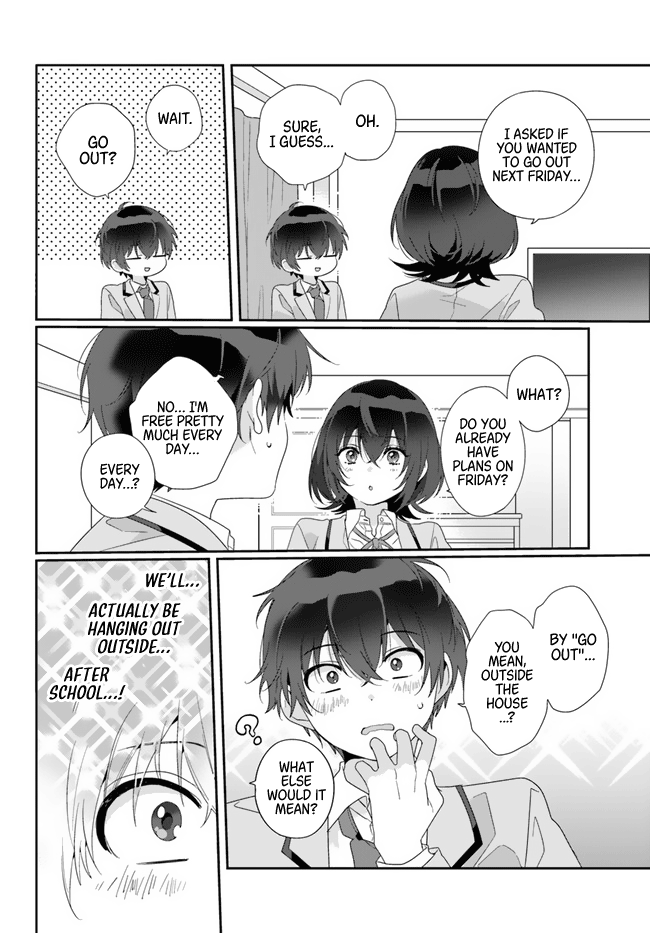 I ASKED IF
YOU WANTED
TO GO OUT
NEXT FRIDAY...
OH.
SURE,
I GUESS...
WAIT.
GO
OUT?
WHAT?
DO YOU
ALREADY
HAVE
PLANS ON
FRIDAY?
NO... I'M
FREE PRETTY
MUCH EVERY
DAY...
EVERY
DAY...?
BY "GO
OUT"...
YOU
MEAN,
OUTSIDE
THE
HOUSE
...?
?
WHAT
ELSE
WOULD IT
MEAN?
WE'LL...
ACTUALLY BE
HANGING OUT
OUTSIDE...
AFTER
SCHOOL...!